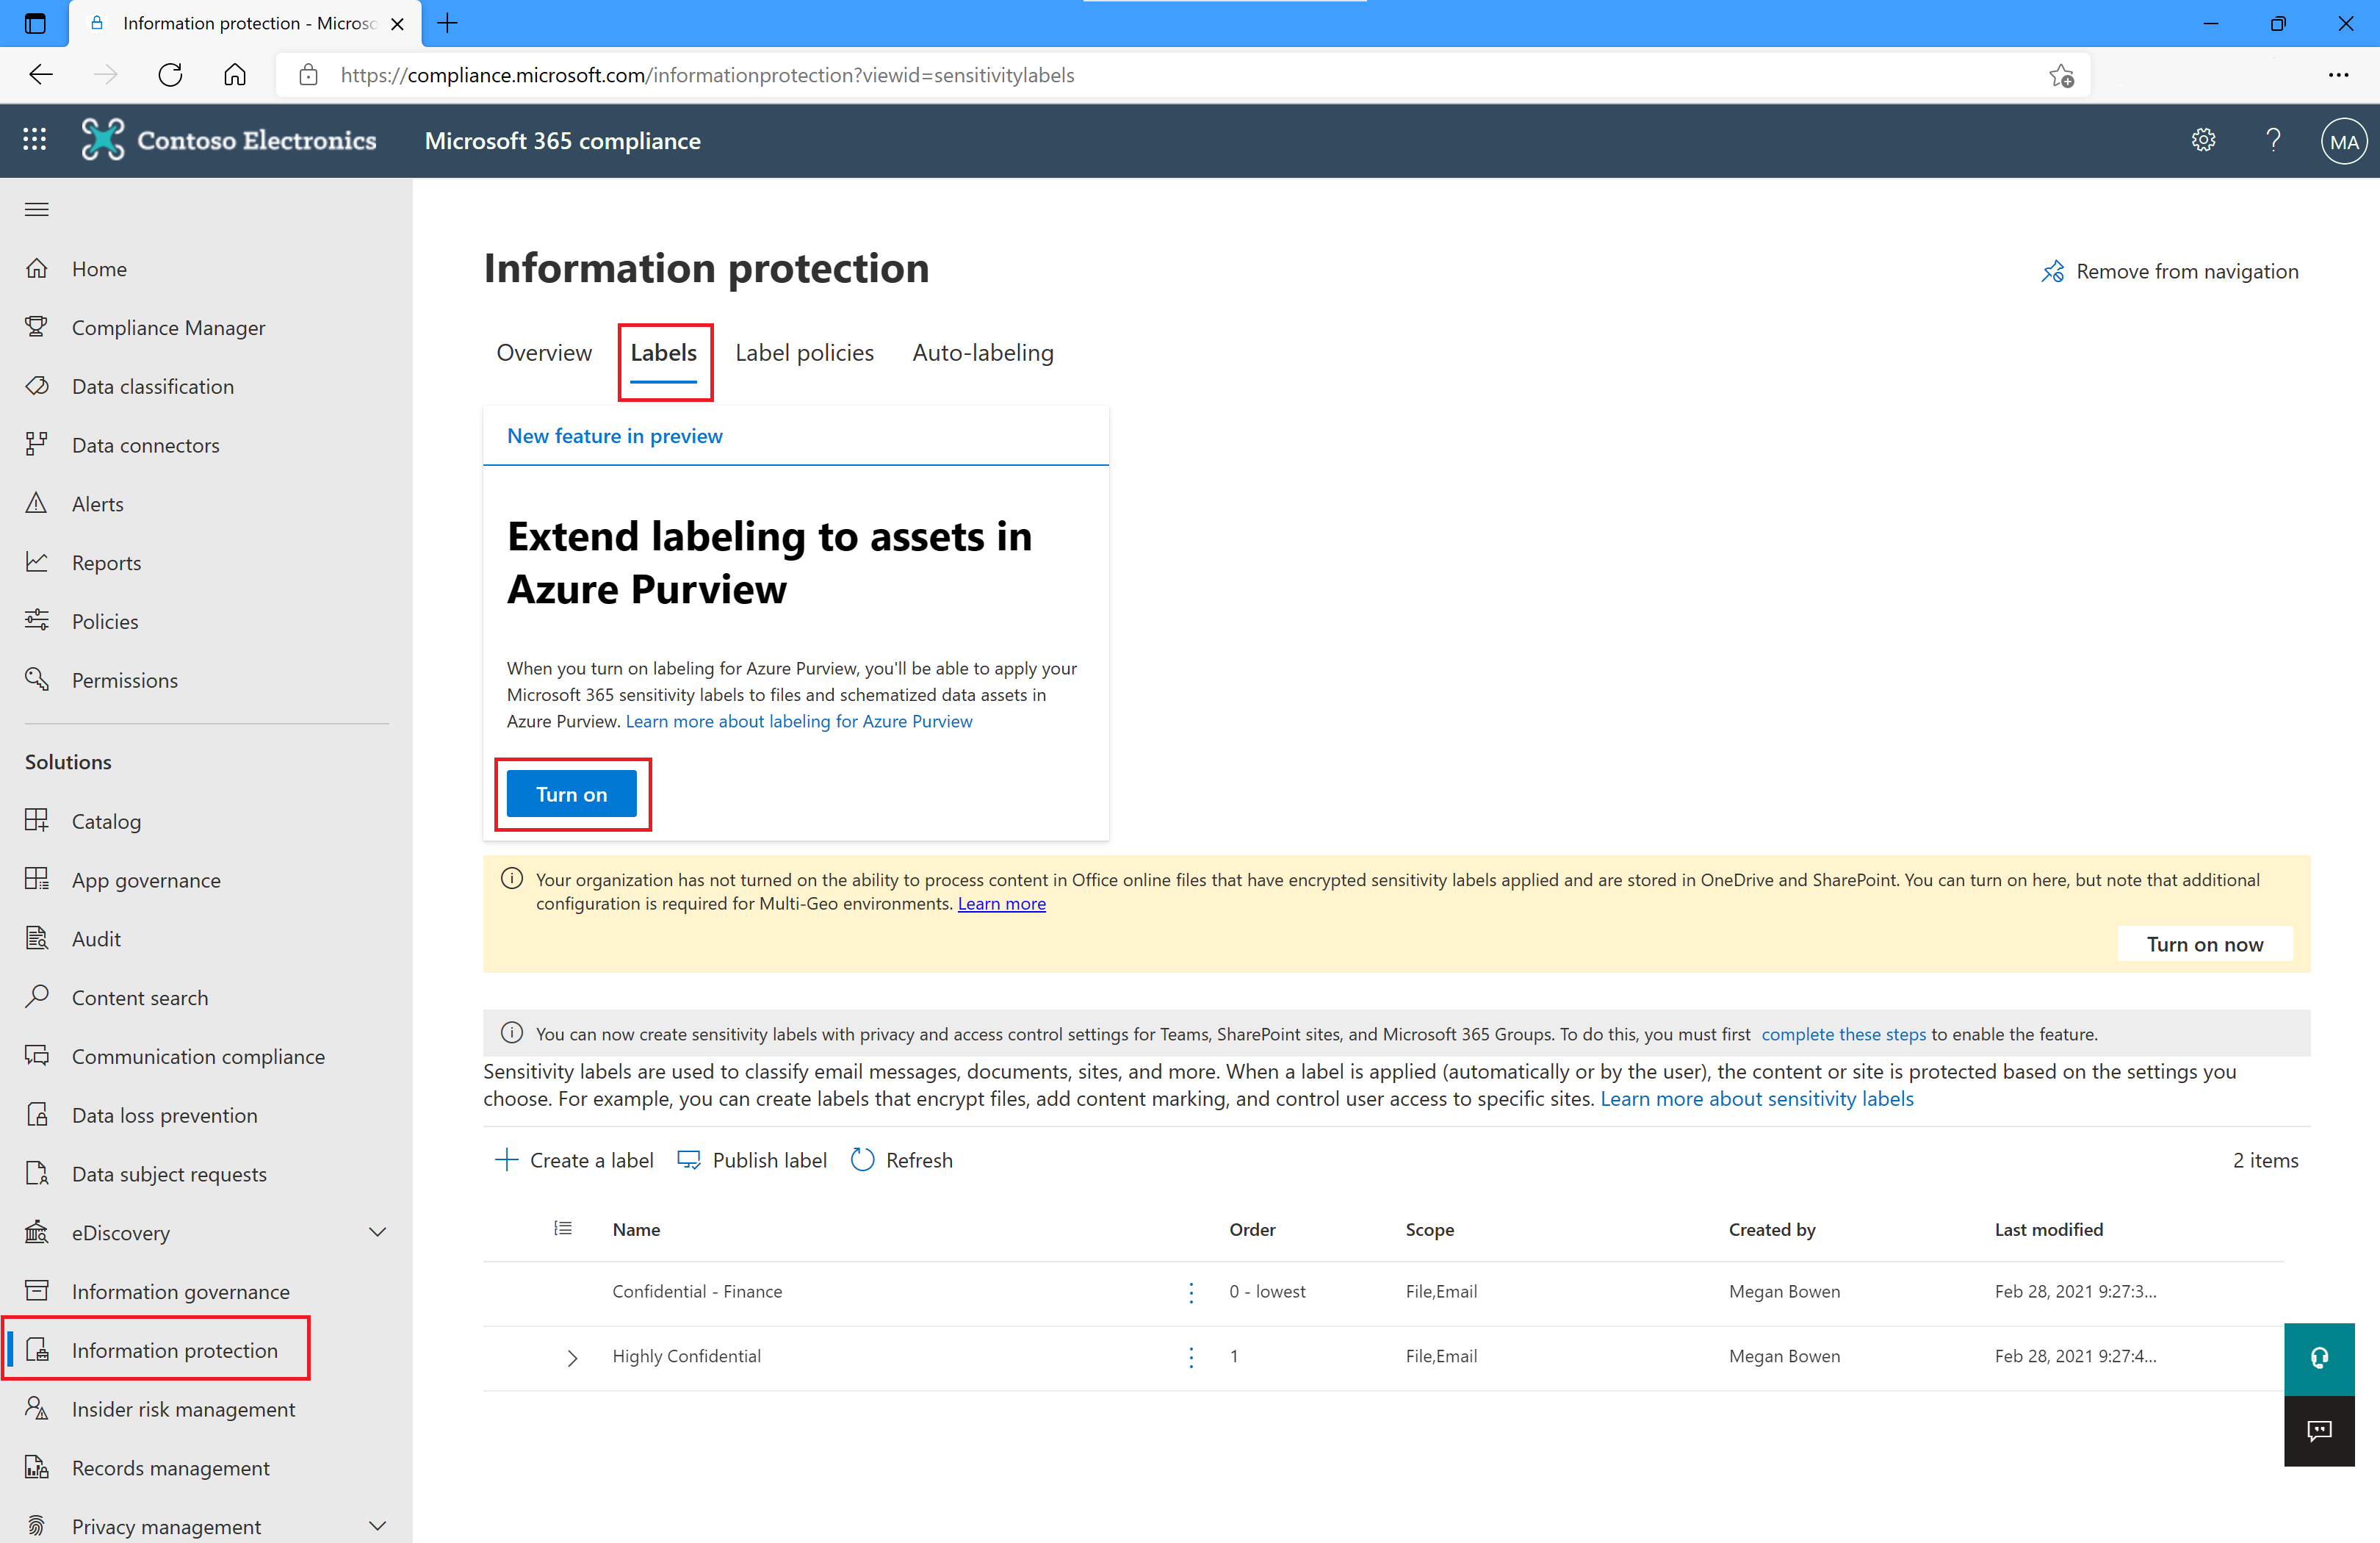 Information protection - Micros
https://compliance.microsoft.com/informationprotection?viewid=sensitivitylabels
Contoso Electronics
Microsoft 365 compliance
MA
Home
Compliance Manager
Data classification
Data connectors
Alerts
Reports
Policies
Permissions
Solutions
Catalog
App governance
Audit
Content search
Communication compliance
Data loss prevention
Data subject requests
eDiscovery
Information governance
Information protection
Insider risk management
Records management
Privacy management
Information protection
Remove from navigation
Overview Labels Label policies Auto-labeling
New feature in preview
Extend labeling to assets in
Azure Purview
When you turn on labeling for Azure Purview, you'll be able to apply your
Microsoft 365 sensitivity labels to files and schematized data assets in
Azure Purview. Learn more about labeling for Azure Purview
Turn on
Your organization has not turned on the ability to process content in Office online files that have encrypted sensitivity labels applied and are stored in OneDrive and SharePoint. You can turn on here, but note that additional
configuration is required for Multi-Geo environments. Learn more
Turn on now
You can now create sensitivity labels with privacy and access control settings for Teams, SharePoint sites, and Microsoft 365 Groups. To do this, you must first complete these steps to enable the feature.
Sensitivity labels are used to classify email messages, documents, sites, and more. When a label is applied (automatically or by the user), the content or site is protected based on the settings you
choose. For example, you can create labels that encrypt files, add content marking, and control user access to specific sites. Learn more about sensitivity labels
Create a label Publish label Refresh 2 items
Name Order Scope Created by Last modified
Confidential - Finance 0 - lowest File,Email Megan Bowen Feb 28, 2021 9:27:3...
Highly Confidential 1 File,Email Megan Bowen Feb 28, 2021 9:27:4...